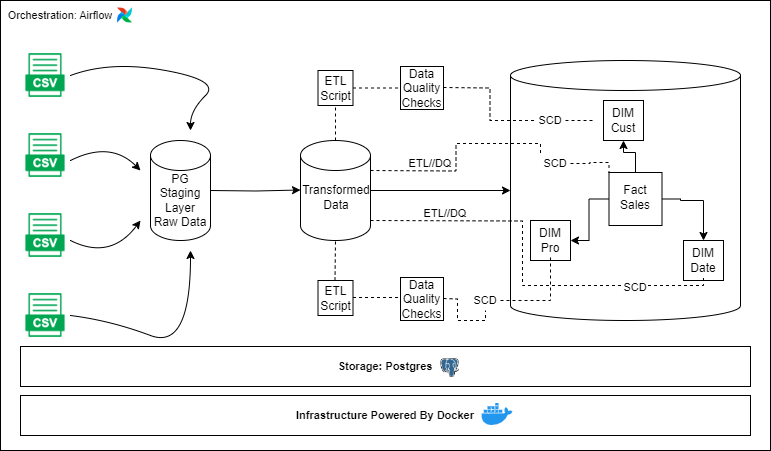 Orchestration: Airflow
CSV
CSV
CSV
CSV
PG
Staging
Layer
Raw Data
ETL
Script
Data
Quality
Checks
Transformed
Data
ETL
Script
Data
Quality
Checks
ETL//DQ
ETL//DQ
SCD
SCD
SCD
SCD
DIM
Cust
Fact
Sales
DIM
Pro
DIM
Date
Storage: Postgres
Infrastructure Powered By Docker